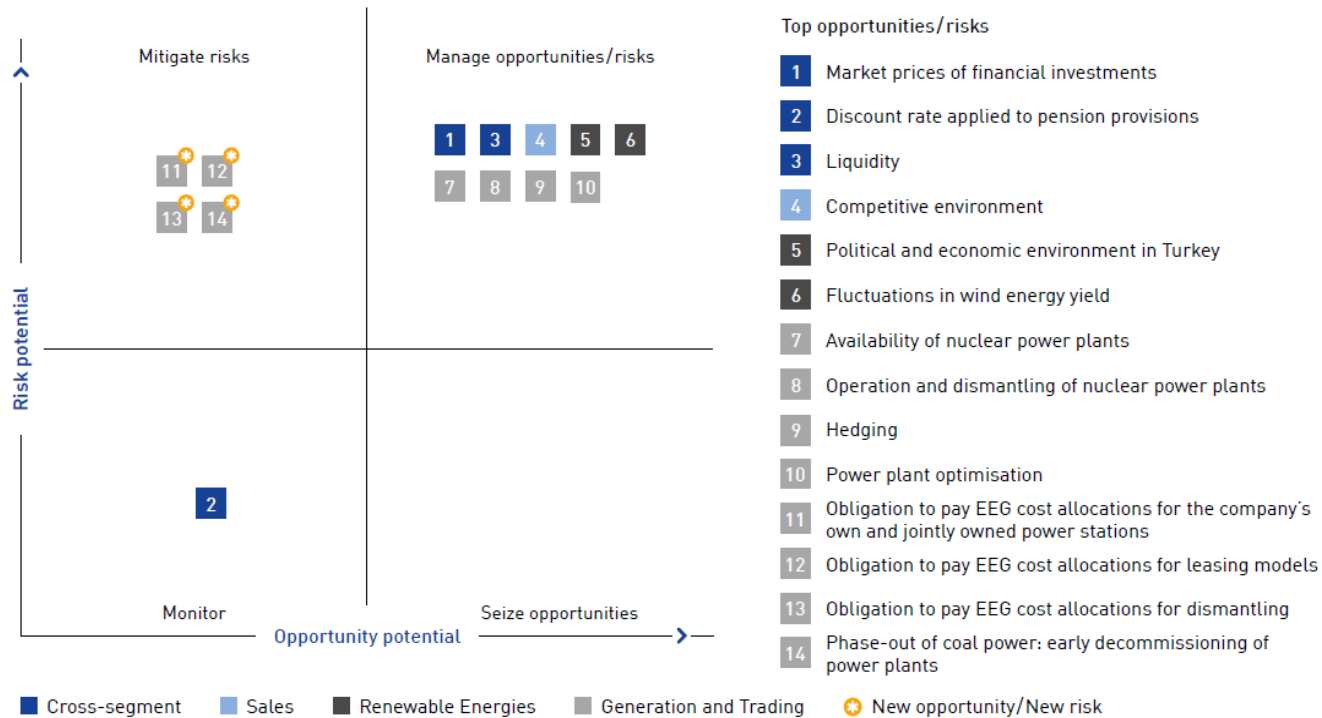 Mitigate risks
Manage opportunities/risks
1 3 4 5 6
7 8 9 10
11 12
13 14
2
Monitor
Seize opportunities
Risk potential
Opportunity potential
Top opportunities/risks
1 Market prices of financial investments
2 Discount rate applied to pension provisions
3 Liquidity
4 Competitive environment
5 Political and economic environment in Turkey
6 Fluctuations in wind energy yield
7 Availability of nuclear power plants
8 Operation and dismantling of nuclear power plants
9 Hedging
10 Power plant optimisation
11 Obligation to pay EEG cost allocations for the company's
own and jointly owned power stations
12 Obligation to pay EEG cost allocations for leasing models
13 Obligation to pay EEG cost allocations for dismantling
14 Phase-out of coal power: early decommissioning of
power plants
Cross-segment
Sales
Renewable Energies
Generation and Trading
New opportunity/New risk